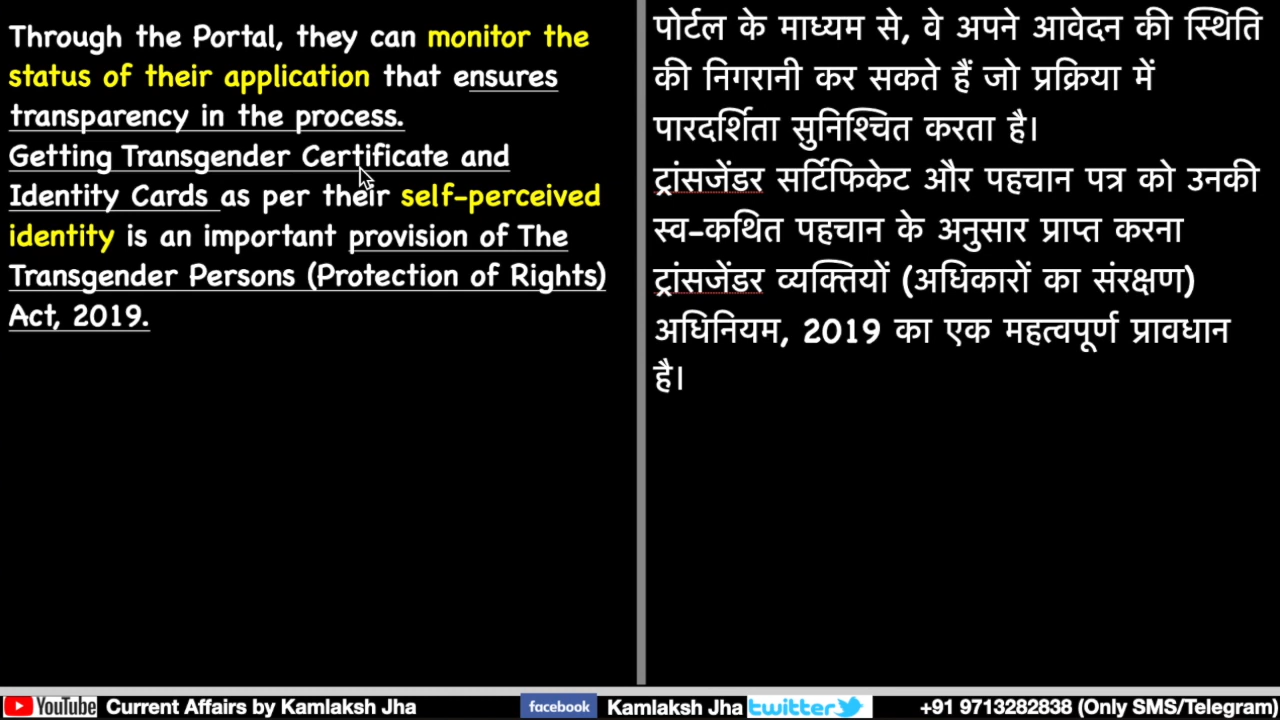 Through the Portal, they can monitor the
status of their application that ensures
transparency in the process.
Getting Transgender Certificate and
Identity Cards as per their self-perceived
identity is an important provision of The
Transgender Persons (Protection of Rights)
Act, 2019.
पोर्टल के माध्यम से, वे अपने आवेदन की स्थिति
की निगरानी कर सकते हैं जो प्रक्रिया में
पारदर्शिता सुनिश्चित करता है।
ट्रांसजेंडर सर्टिफिकेट और पहचान पत्र को उनकी
स्व-कथित पहचान के अनुसार प्राप्त करना
ट्रांसजेंडर व्यक्तियों (अधिकारों का संरक्षण)
अधिनियम, 2019 का एक महत्वपूर्ण प्रावधान
है।
YouTube Current Affairs by Kamlaksh Jha facebook Kamlaksh Jha twitter +91 9713282838 (Only SMS/Telegram)